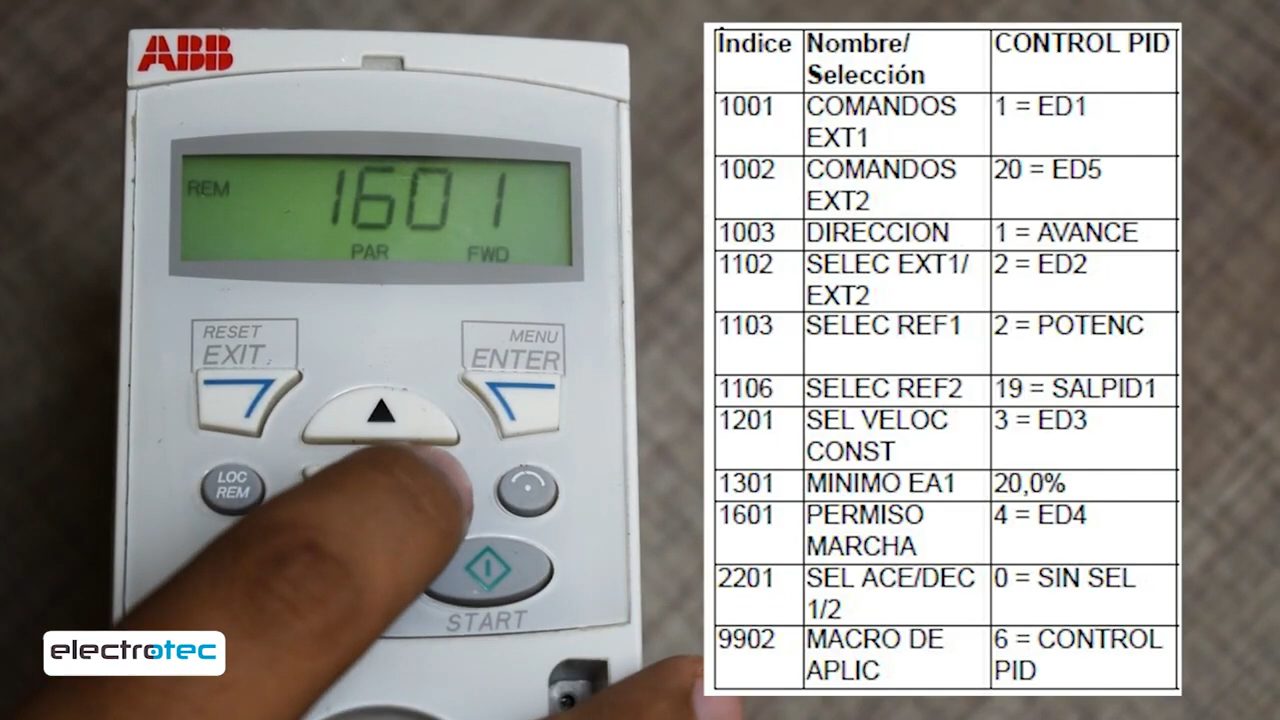 ABB
REM
1601
PAR FWD
RESET
EXIT
MENU
ENTER
LOC
REM
START
electrotec
Índice Nombre/ CONTROL PID
Selección
1001 COMANDOS 1 = ED1
EXT1
1002 COMANDOS 20 = ED5
EXT2
1003 DIRECCION 1 = AVANCE
1102 SELEC EXT1/ 2 = ED2
EXT2
1103 SELEC REF1 2 = POTENC
1106 SELEC REF2 19 = SALPID1
1201 SEL VELOC 3 = ED3
CONST
1301 MINIMO EA1 20,0%
1601 PERMISO 4 = ED4
MARCHA
2201 SEL ACE/DEC 0 = SIN SEL
1/2
9902 MACRO DE 6 = CONTROL
APLIC PID